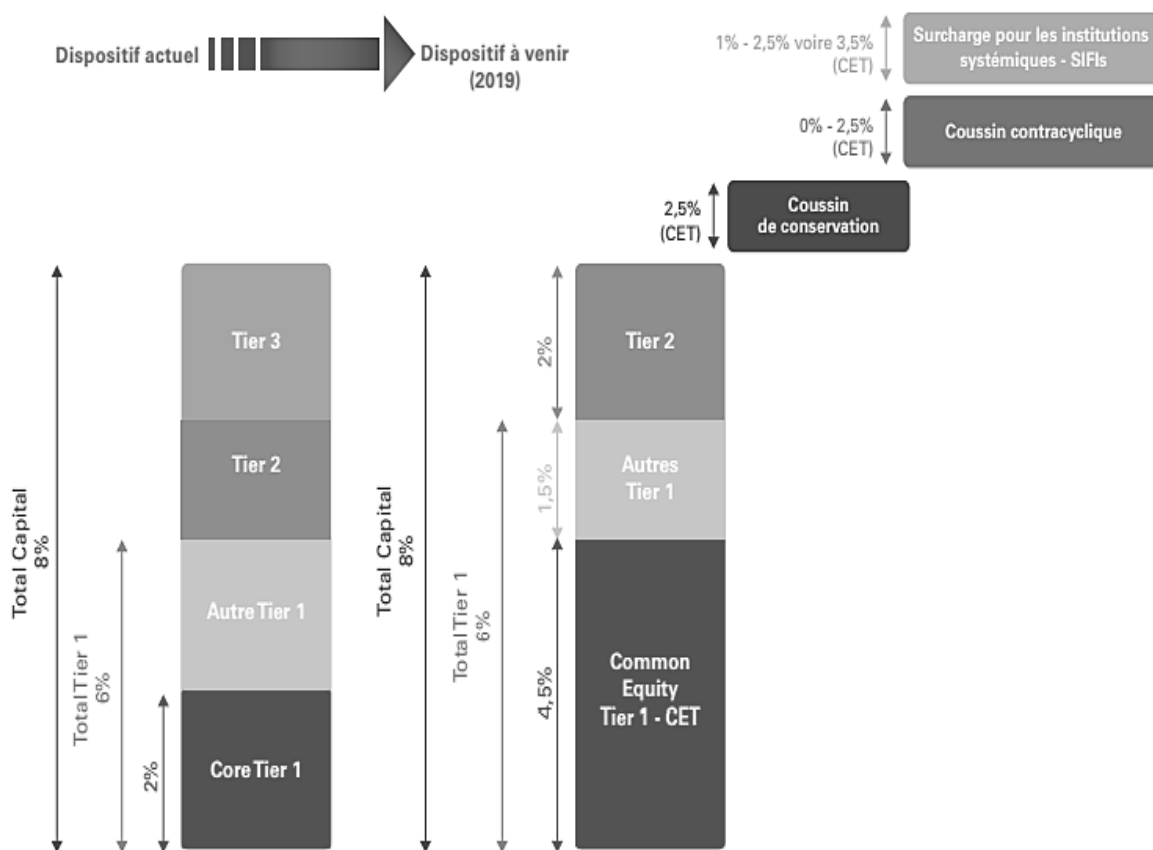 Dispositif actuel
Dispositif à venir
(2019)
1% - 2,5% voire 3,5%
(CET)
Surcharge pour les institutions
systémiques - SIFIs
0% - 2,5%
(CET)
Coussin contracyclique
2,5%
(CET)
Coussin
de conservation
Total Capital
8%
Total Tier 1
6%
2%
Tier 3
Tier 2
Autre Tier 1
Core Tier 1
Total Capital
8%
Total Tier 1
6%
2%
1,5%
4,5%
Tier 2
Autres
Tier 1
Common
Equity
Tier 1 - CET